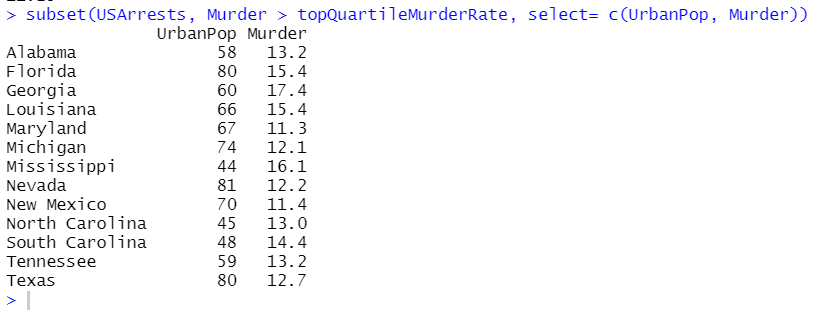 > subset(USArrests, Murder > topQuartileMurderRate, select= c(UrbanPop, Murder))
               UrbanPop Murder
Alabama              58   13.2
Florida              80   15.4
Georgia              60   17.4
Louisiana            66   15.4
Maryland             67   11.3
Michigan             74   12.1
Mississippi          44   16.1
Nevada               81   12.2
New Mexico           70   11.4
North Carolina       45   13.0
South Carolina       48   14.4
Tennessee            59   13.2
Texas                80   12.7
>